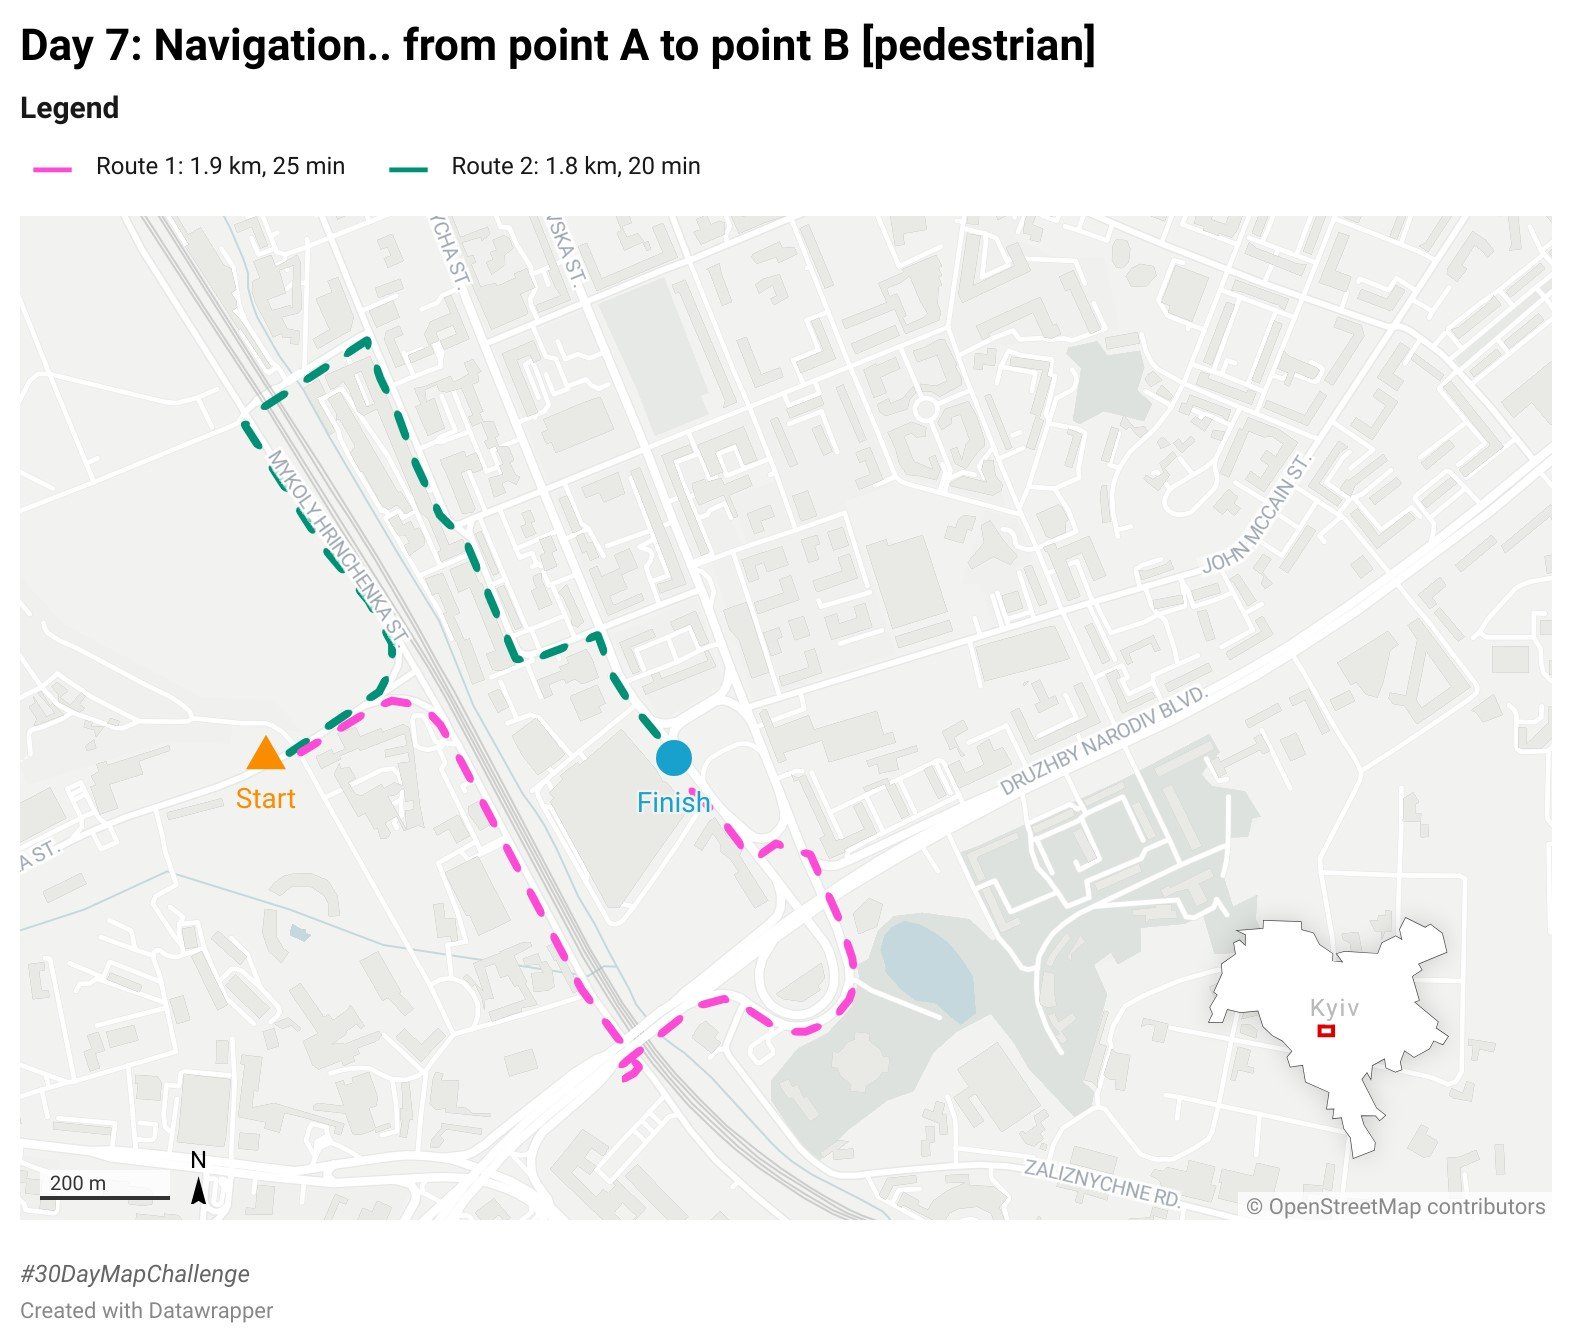 Day 7: Navigation.. from point A to point B [pedestrian]
Legend
Route 1: 1.9 km, 25 min
Route 2: 1.8 km, 20 min
YCHA ST.
VSKA ST.
MYKOLY HRINCHENKA ST.
JOHN MCCAIN ST.
DRUZHBY NARODIV BLVD.
Start
Finish
A ST.
Kyiv
N
200 m
ZALIZNYCHNE RD.
© OpenStreetMap contributors
#30DayMapChallenge
Created with Datawrapper